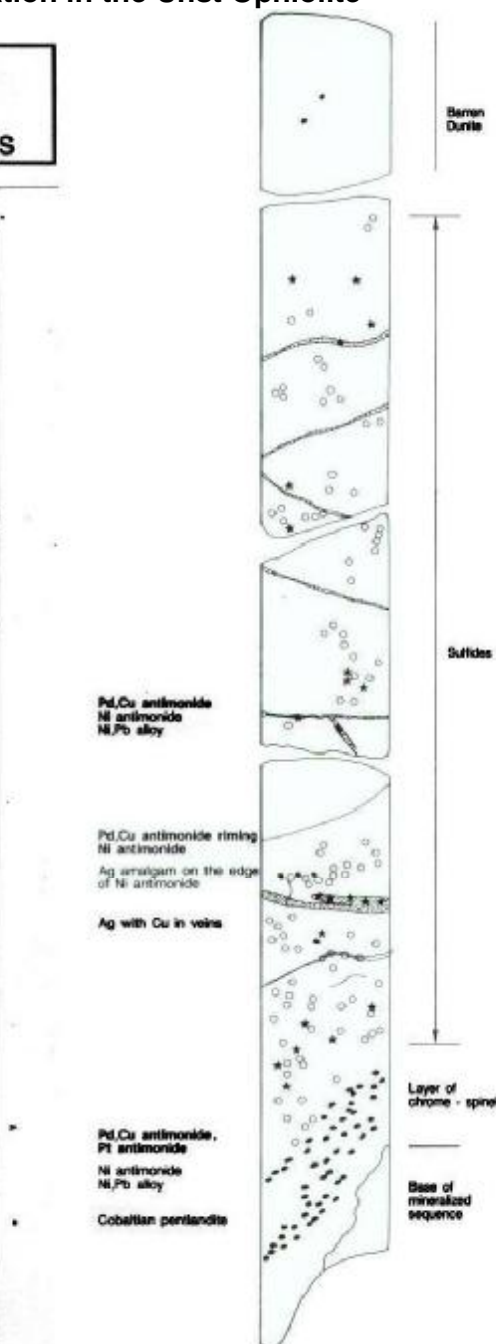 ation in the Unst Ophiolite
S
Barren
Dunite
Sulfides
Pd,Cu antimonide
Ni antimonide
Ni,Pb alloy
Pd,Cu antimonide riming
Ni antimonide
Ag amalgam on the edge
of Ni antimonide
Ag with Cu in veins
Layer of
chrome - spinel
Pd,Cu antimonide,
Pt antimonide
Ni antimonide
Ni,Pb alloy
Base of
mineralized
sequence
Cobaltian pentlandite